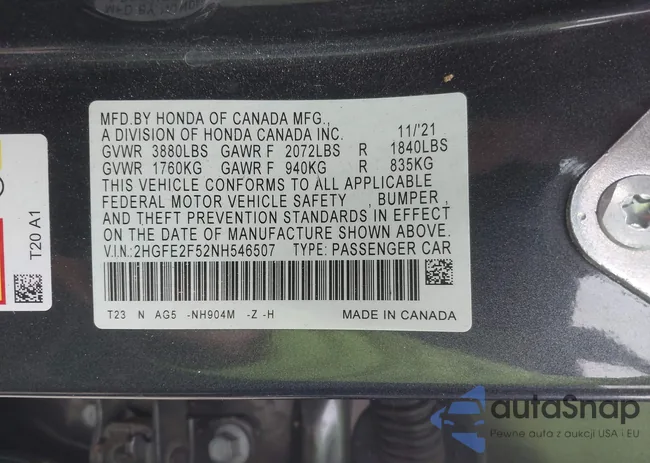 MFD.BY HONDA OF CANADA MFG.,
A DIVISION OF HONDA CANADA INC. 11/'21
GVWR 3880LBS GAWR F 2072LBS R 1840LBS
GVWR 1760KG GAWR F 940KG R 835KG
THIS VEHICLE CONFORMS TO ALL APPLICABLE
FEDERAL MOTOR VEHICLE SAFETY , BUMPER ,
AND THEFT PREVENTION STANDARDS IN EFFECT
ON THE DATE OF MANUFACTURE SHOWN ABOVE.
V.I.N.: 2HGFE2F52NH546507 TYPE: PASSENGER CAR
T23 N AG5 -NH904M -Z -H MADE IN CANADA
T20 A1
autoSnap
Pewne auta z aukcji USA i EU